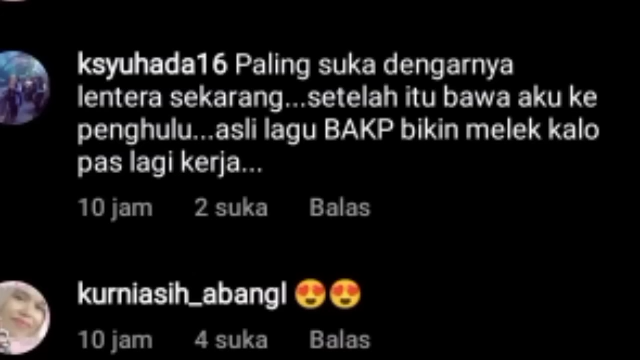 ksyuhada16 Paling suka dengarnya
lentera sekarang...setelah itu bawa aku ke
penghulu...asli lagu BAKP bikin melek kalo
pas lagi kerja...
10 jam 2 suka Balas
kurniasih_abangl 😍😍
10 jam 4 suka Balas